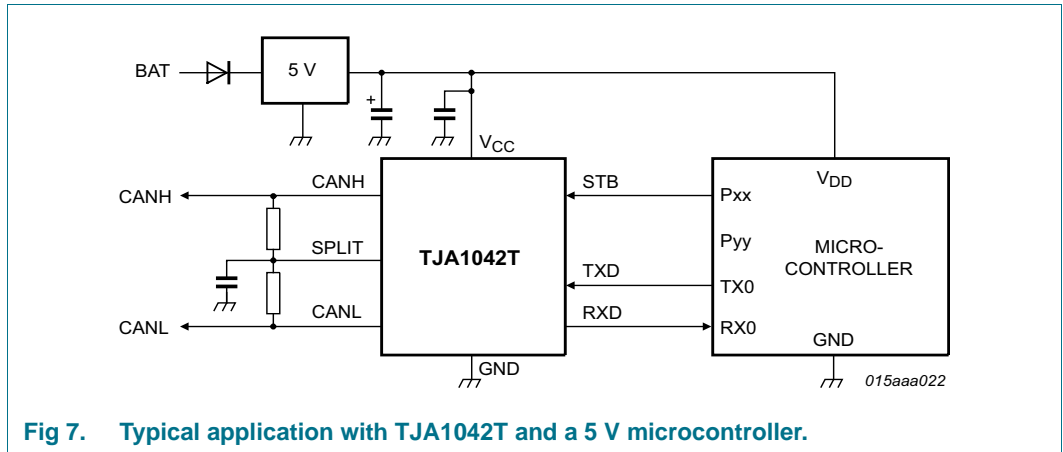 BAT
5 V
+
VCC
VDD
CANH
CANH
STB
Pxx
SPLIT
TJA1042T
Pyy
MICRO-
CONTROLLER
TXD
TX0
CANL
CANL
RXD
RX0
GND
GND
015aaa022
Fig 7. Typical application with TJA1042T and a 5 V microcontroller.